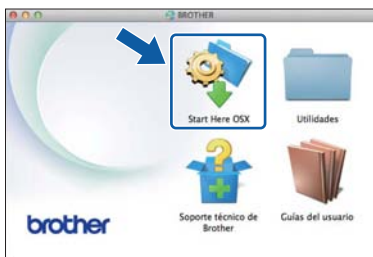 BROTHER
Start Here OSX
Utilidades
Soporte técnico de
Brother
Guías del usuario
brother